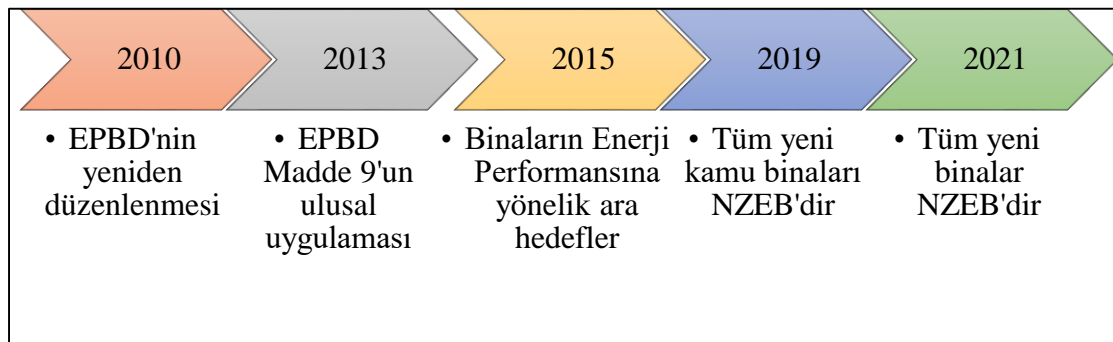 2010
2013
2015
2019
2021
• EPBD'nin
yeniden
düzenlenmesi
• EPBD
Madde 9'un
ulusal
uygulaması
• Binaların Enerji
Performansına
yönelik ara
hedefler
• Tüm yeni
kamu binaları
NZEB'dir
• Tüm yeni
binalar
NZEB'dir